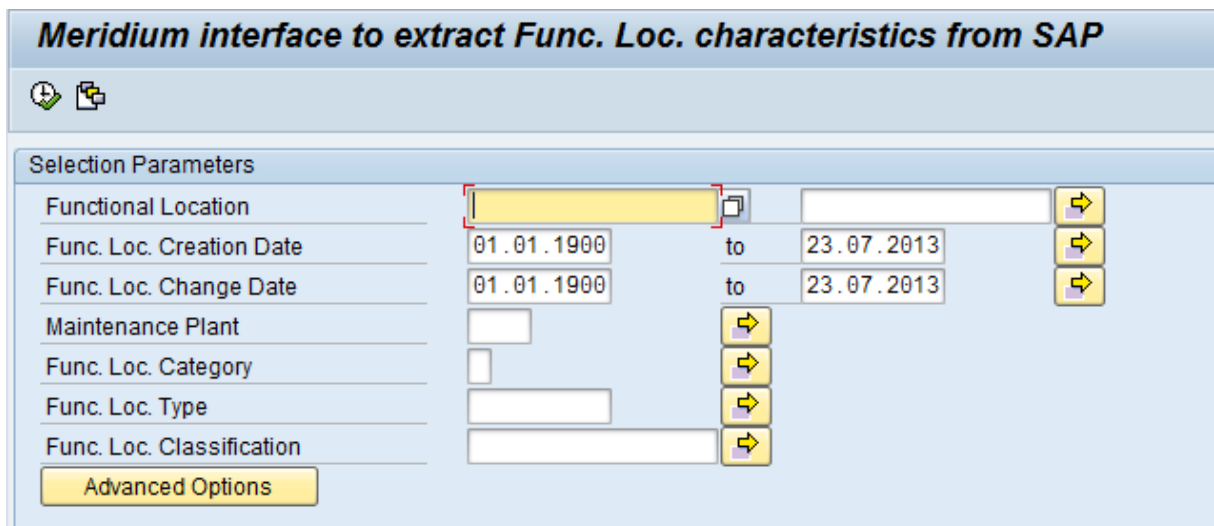 Meridium interface to extract Func. Loc. characteristics from SAP
Selection Parameters
Functional Location
Func. Loc. Creation Date 01.01.1900 to 23.07.2013
Func. Loc. Change Date 01.01.1900 to 23.07.2013
Maintenance Plant
Func. Loc. Category
Func. Loc. Type
Func. Loc. Classification
Advanced Options